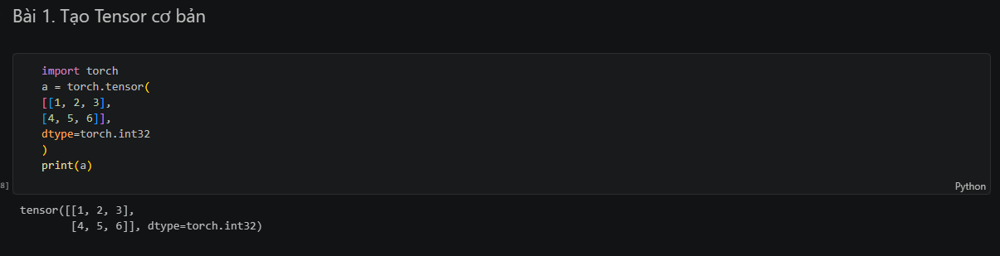 Bài 1. Tạo Tensor cơ bản
import torch
a = torch.tensor(
[[1, 2, 3],
[4, 5, 6]],
dtype=torch.int32
)
print(a)
8]
Python
tensor([[1, 2, 3],
        [4, 5, 6]], dtype=torch.int32)